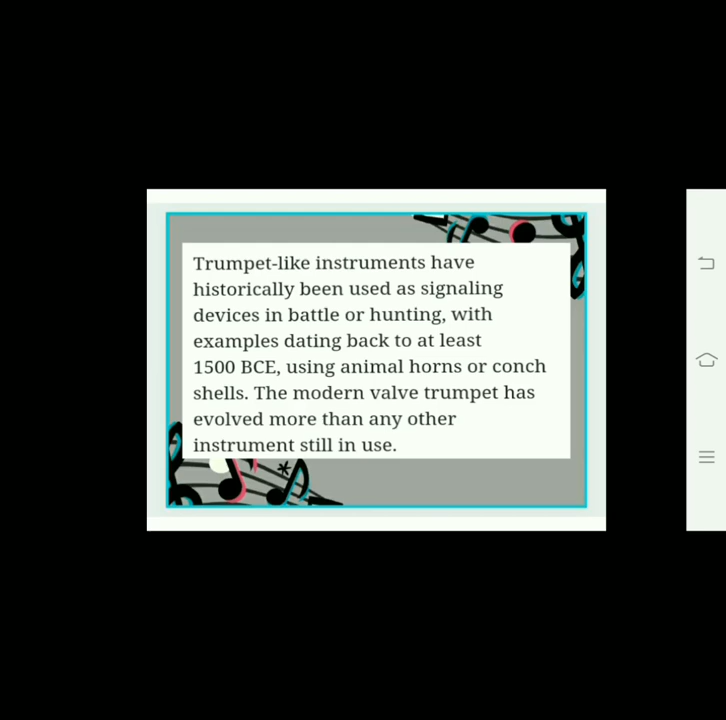 Trumpet-like instruments have
historically been used as signaling
devices in battle or hunting, with
examples dating back to at least
1500 BCE, using animal horns or conch
shells. The modern valve trumpet has
evolved more than any other
instrument still in use.